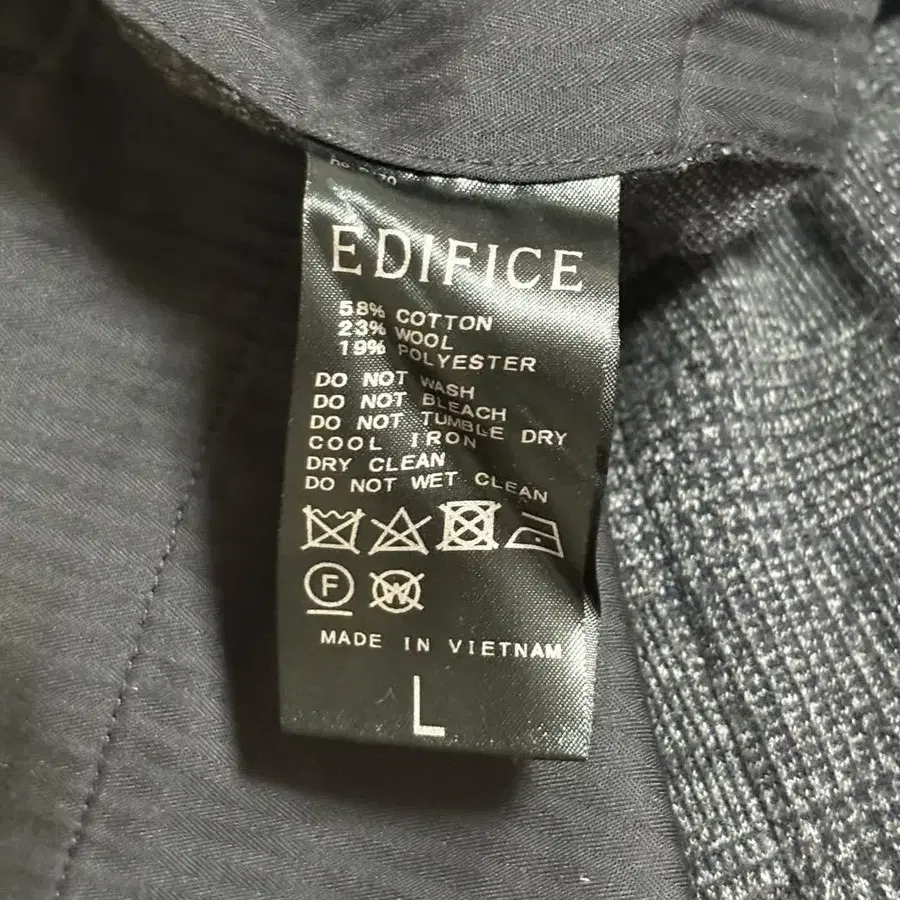 EDIFICE
58% COTTON
23% WOOL
19% POLYESTER
DO NOT WASH
DO NOT BLEACH
DO NOT TUMBLE DRY
COOL IRON
DRY CLEAN
DO NOT WET CLEAN
F W
MADE IN VIETNAM
L